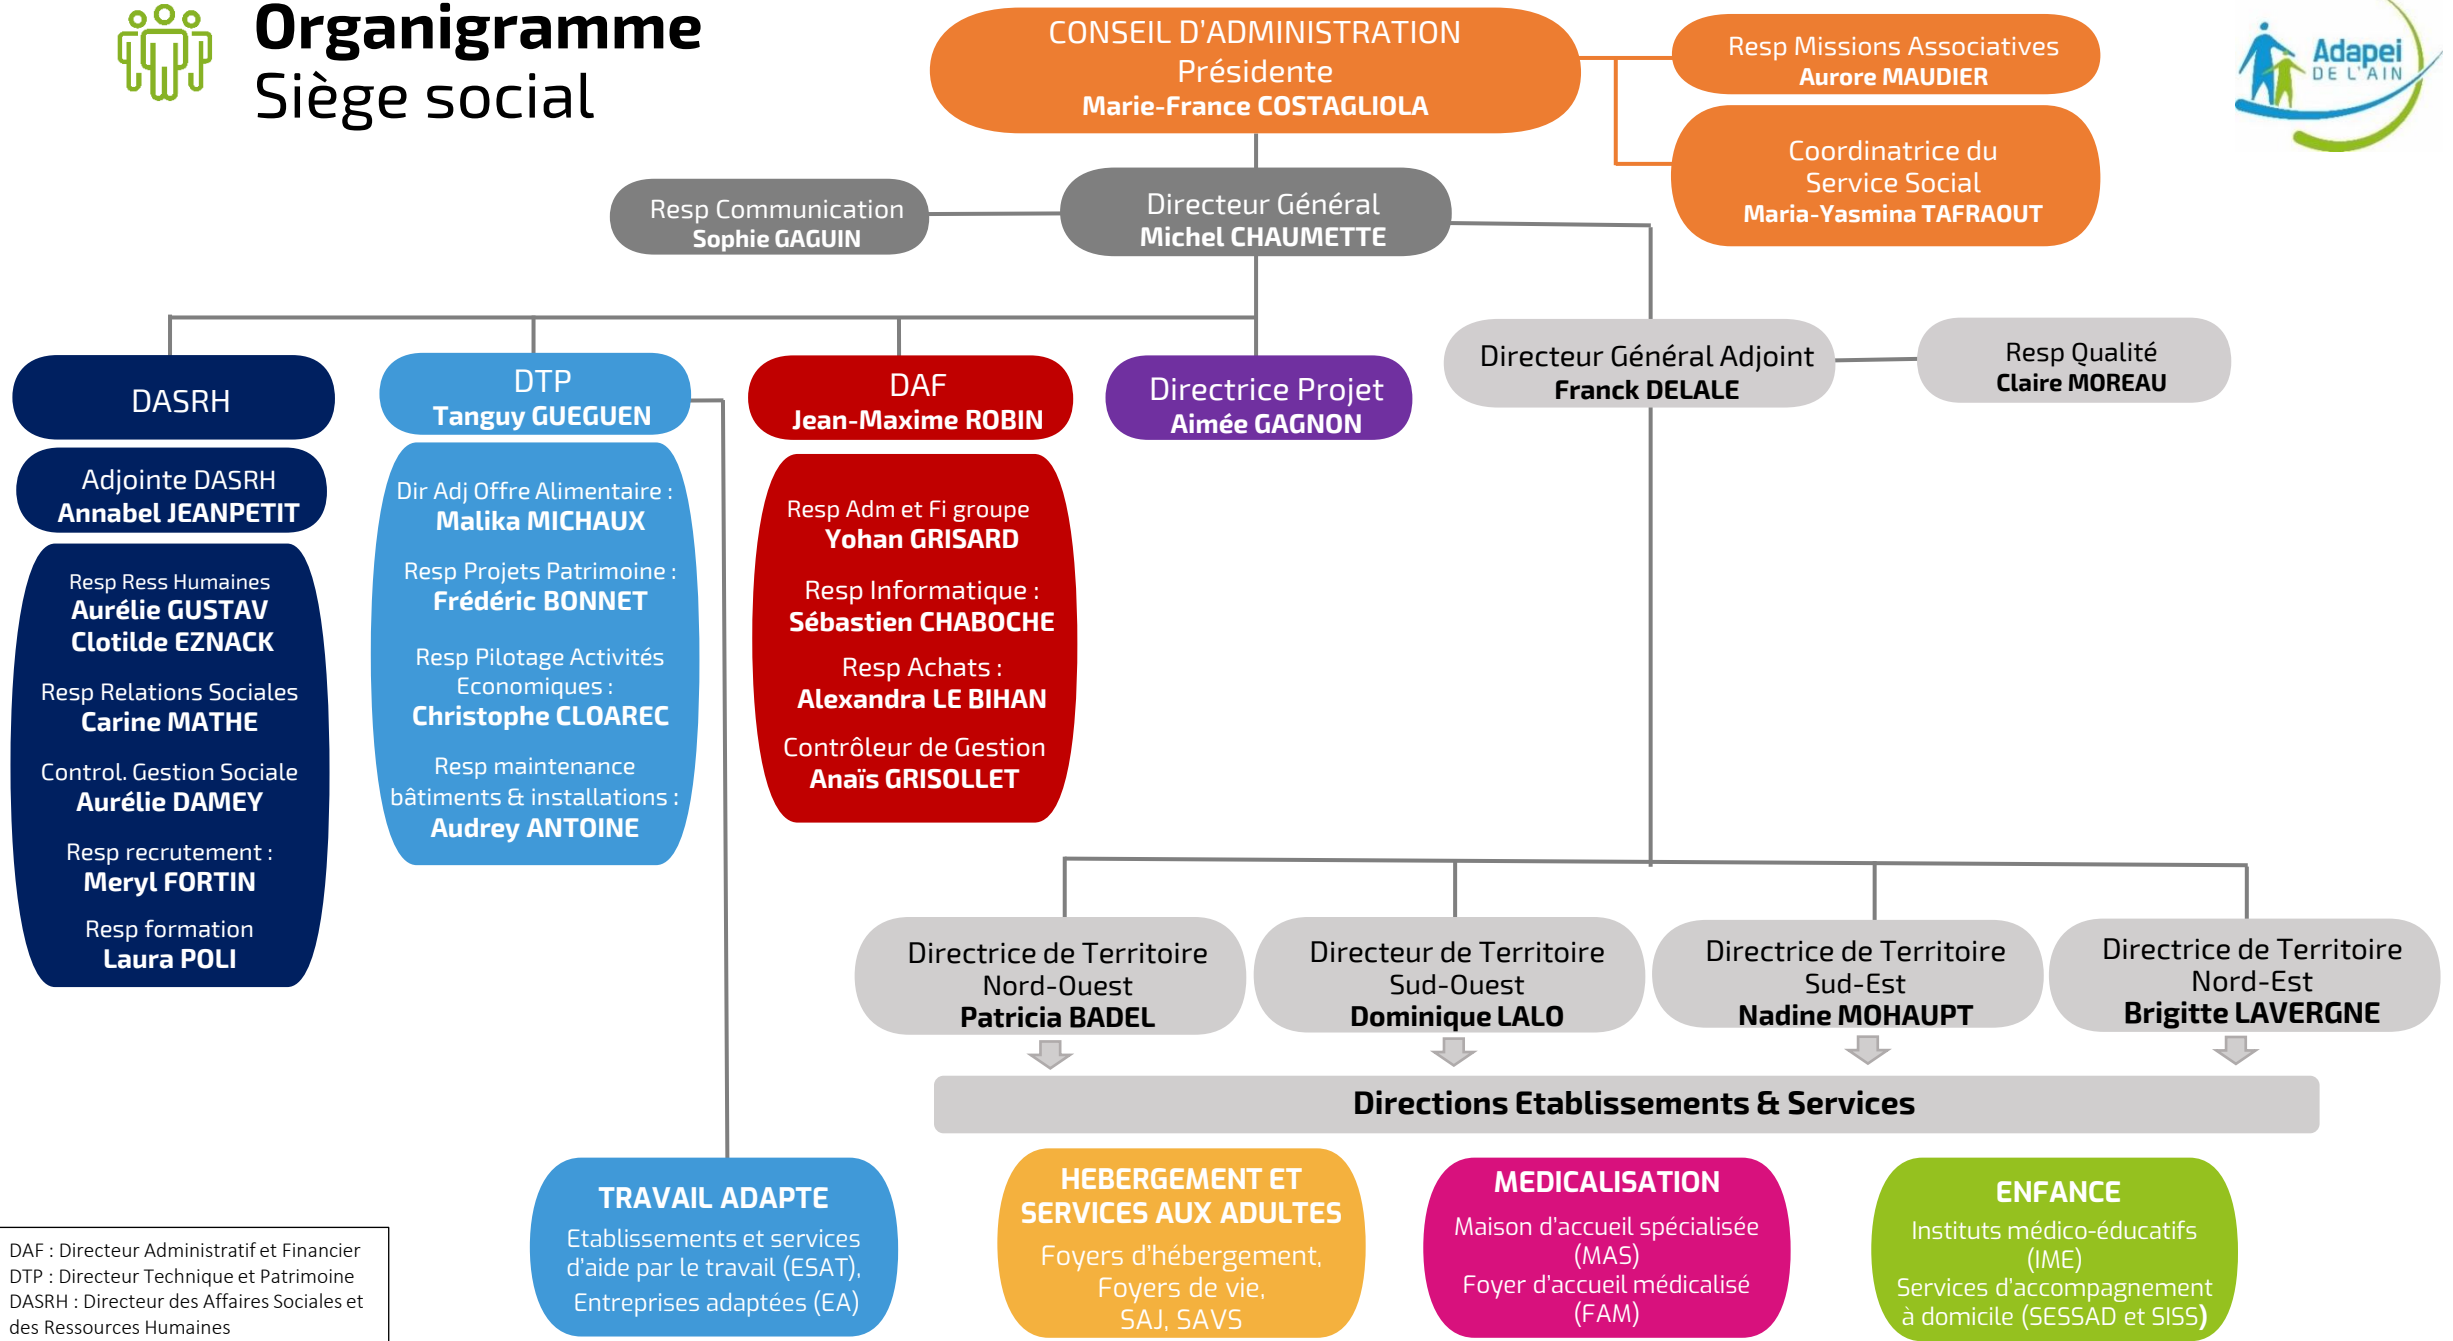 Organigramme
Siège social
CONSEIL D'ADMINISTRATION
Présidente
Marie-France COSTAGLIOLA
Resp Missions Associatives
Aurore MAUDIER
Adapei
DE L'AIN
Coordinatrice du
Service Social
Maria-Yasmina TAFRAOUT
Resp Communication
Sophie GAGUIN
Directeur Général
Michel CHAUMETTE
DASRH
DTP
Tanguy GUEGUEN
DAF
Jean-Maxime ROBIN
Directrice Projet
Aimée GAGNON
Directeur Général Adjoint
Franck DELALE
Resp Qualité
Claire MOREAU
Adjointe DASRH
Annabel JEANPETIT
Resp Ress Humaines
Aurélie GUSTAV
Clotilde EZNACK
Resp Relations Sociales
Carine MATHE
Control. Gestion Sociale
Aurélie DAMEY
Resp recrutement :
Meryl FORTIN
Resp formation
Laura POLI
Dir Adj Offre Alimentaire :
Malika MICHAUX
Resp Projets Patrimoine :
Frédéric BONNET
Resp Pilotage Activités
Economiques :
Christophe CLOAREC
Resp maintenance
bâtiments & installations :
Audrey ANTOINE
Resp Adm et Fi groupe
Yohan GRISARD
Resp Informatique :
Sébastien CHABOCHE
Resp Achats :
Alexandra LE BIHAN
Contrôleur de Gestion
Anaïs GRISOLLET
Directrice de Territoire
Nord-Ouest
Patricia BADEL
Directeur de Territoire
Sud-Ouest
Dominique LALO
Directrice de Territoire
Sud-Est
Nadine MOHAUPT
Directrice de Territoire
Nord-Est
Brigitte LAVERGNE
Directions Etablissements & Services
TRAVAIL ADAPTE
Etablissements et services
d'aide par le travail (ESAT),
Entreprises adaptées (EA)
HEBERGEMENT ET
SERVICES AUX ADULTES
Foyers d'hébergement,
Foyers de vie,
SAJ, SAVS
MEDICALISATION
Maison d'accueil spécialisée
(MAS)
Foyer d'accueil médicalisé
(FAM)
ENFANCE
Instituts médico-éducatifs
(IME)
Services d'accompagnement
à domicile (SESSAD et SISS)
DAF : Directeur Administratif et Financier
DTP : Directeur Technique et Patrimoine
DASRH : Directeur des Affaires Sociales et
des Ressources Humaines